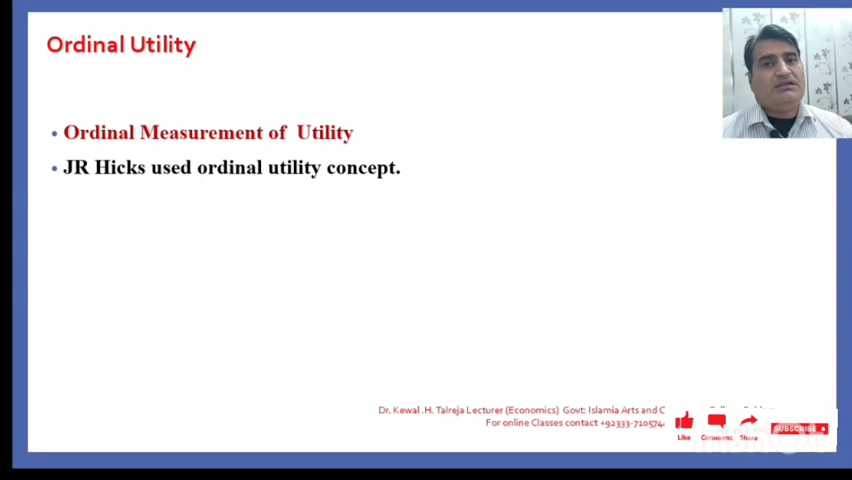 Ordinal Utility
• Ordinal Measurement of Utility
• JR Hicks used ordinal utility concept.
Dr. Kewal .H. Talreja Lecturer (Economics) Govt: Islamia Arts and C
For online Classes contact +92333-710574
Like Comment Share SUBSCRIBE